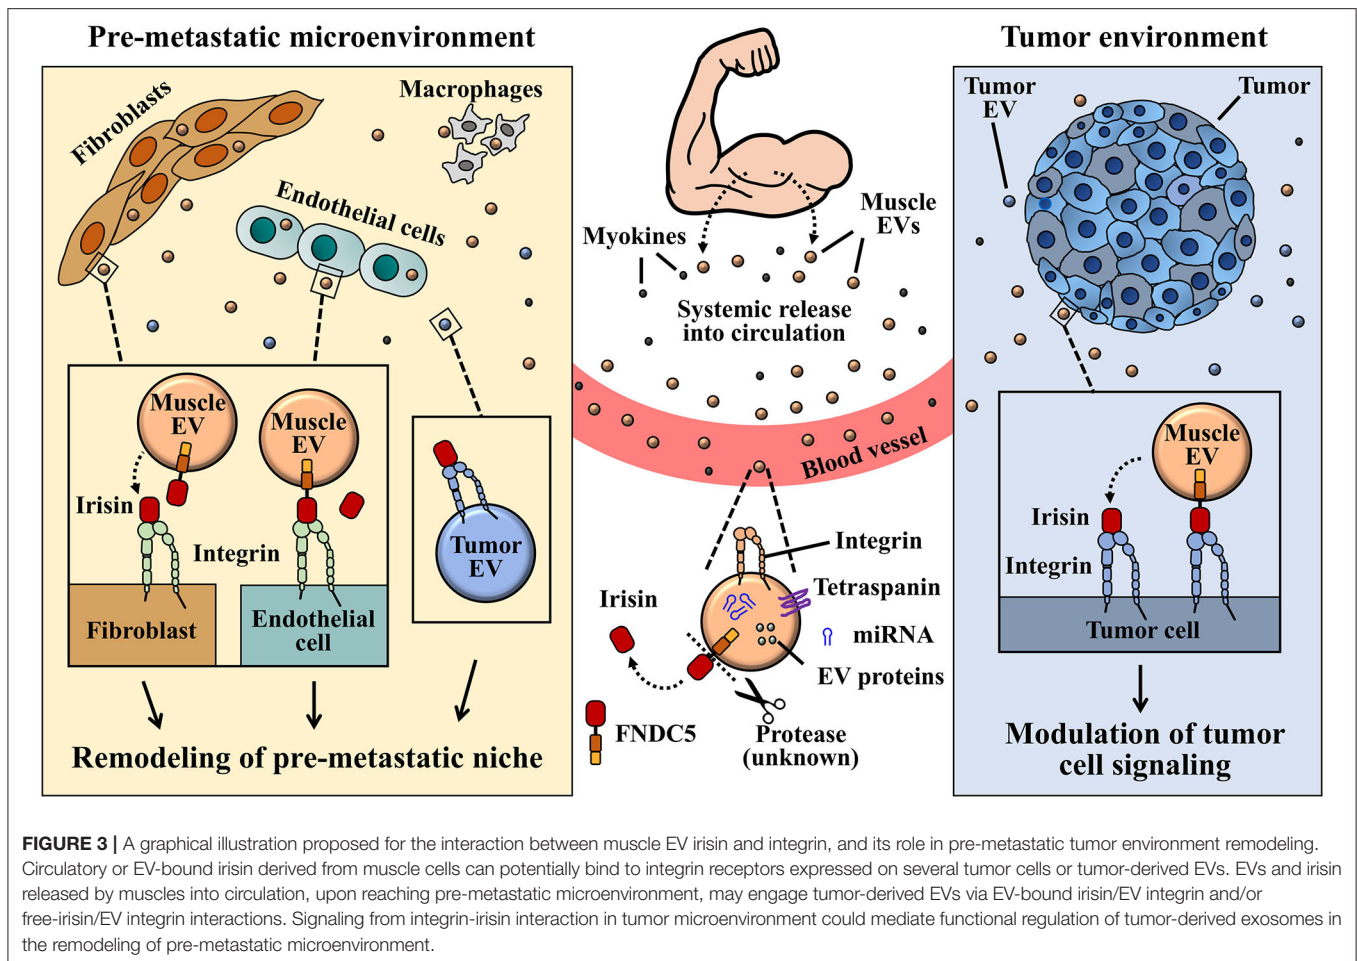 Pre-metastatic microenvironment
Fibroblasts
Macrophages
Endothelial cells
Muscle
EV
Muscle
EV
Irisin
Integrin
Tumor
EV
Fibroblast
Endothelial
cell
Remodeling of pre-metastatic niche
Myokines
Muscle
EVs
Systemic release
into circulation
Blood vessel
Integrin
Tetraspanin
miRNA
EV proteins
Irisin
FNDC5
Protease
(unknown)
Tumor environment
Tumor
EV
Tumor
Muscle
EV
Irisin
Integrin
Tumor cell
Modulation of tumor
cell signaling
FIGURE 3 | A graphical illustration proposed for the interaction between muscle EV irisin and integrin, and its role in pre-metastatic tumor environment remodeling.
Circulatory or EV-bound irisin derived from muscle cells can potentially bind to integrin receptors expressed on several tumor cells or tumor-derived EVs. EVs and irisin
released by muscles into circulation, upon reaching pre-metastatic microenvironment, may engage tumor-derived EVs via EV-bound irisin/EV integrin and/or
free-irisin/EV integrin interactions. Signaling from integrin-irisin interaction in tumor microenvironment could mediate functional regulation of tumor-derived exosomes in
the remodeling of pre-metastatic microenvironment.